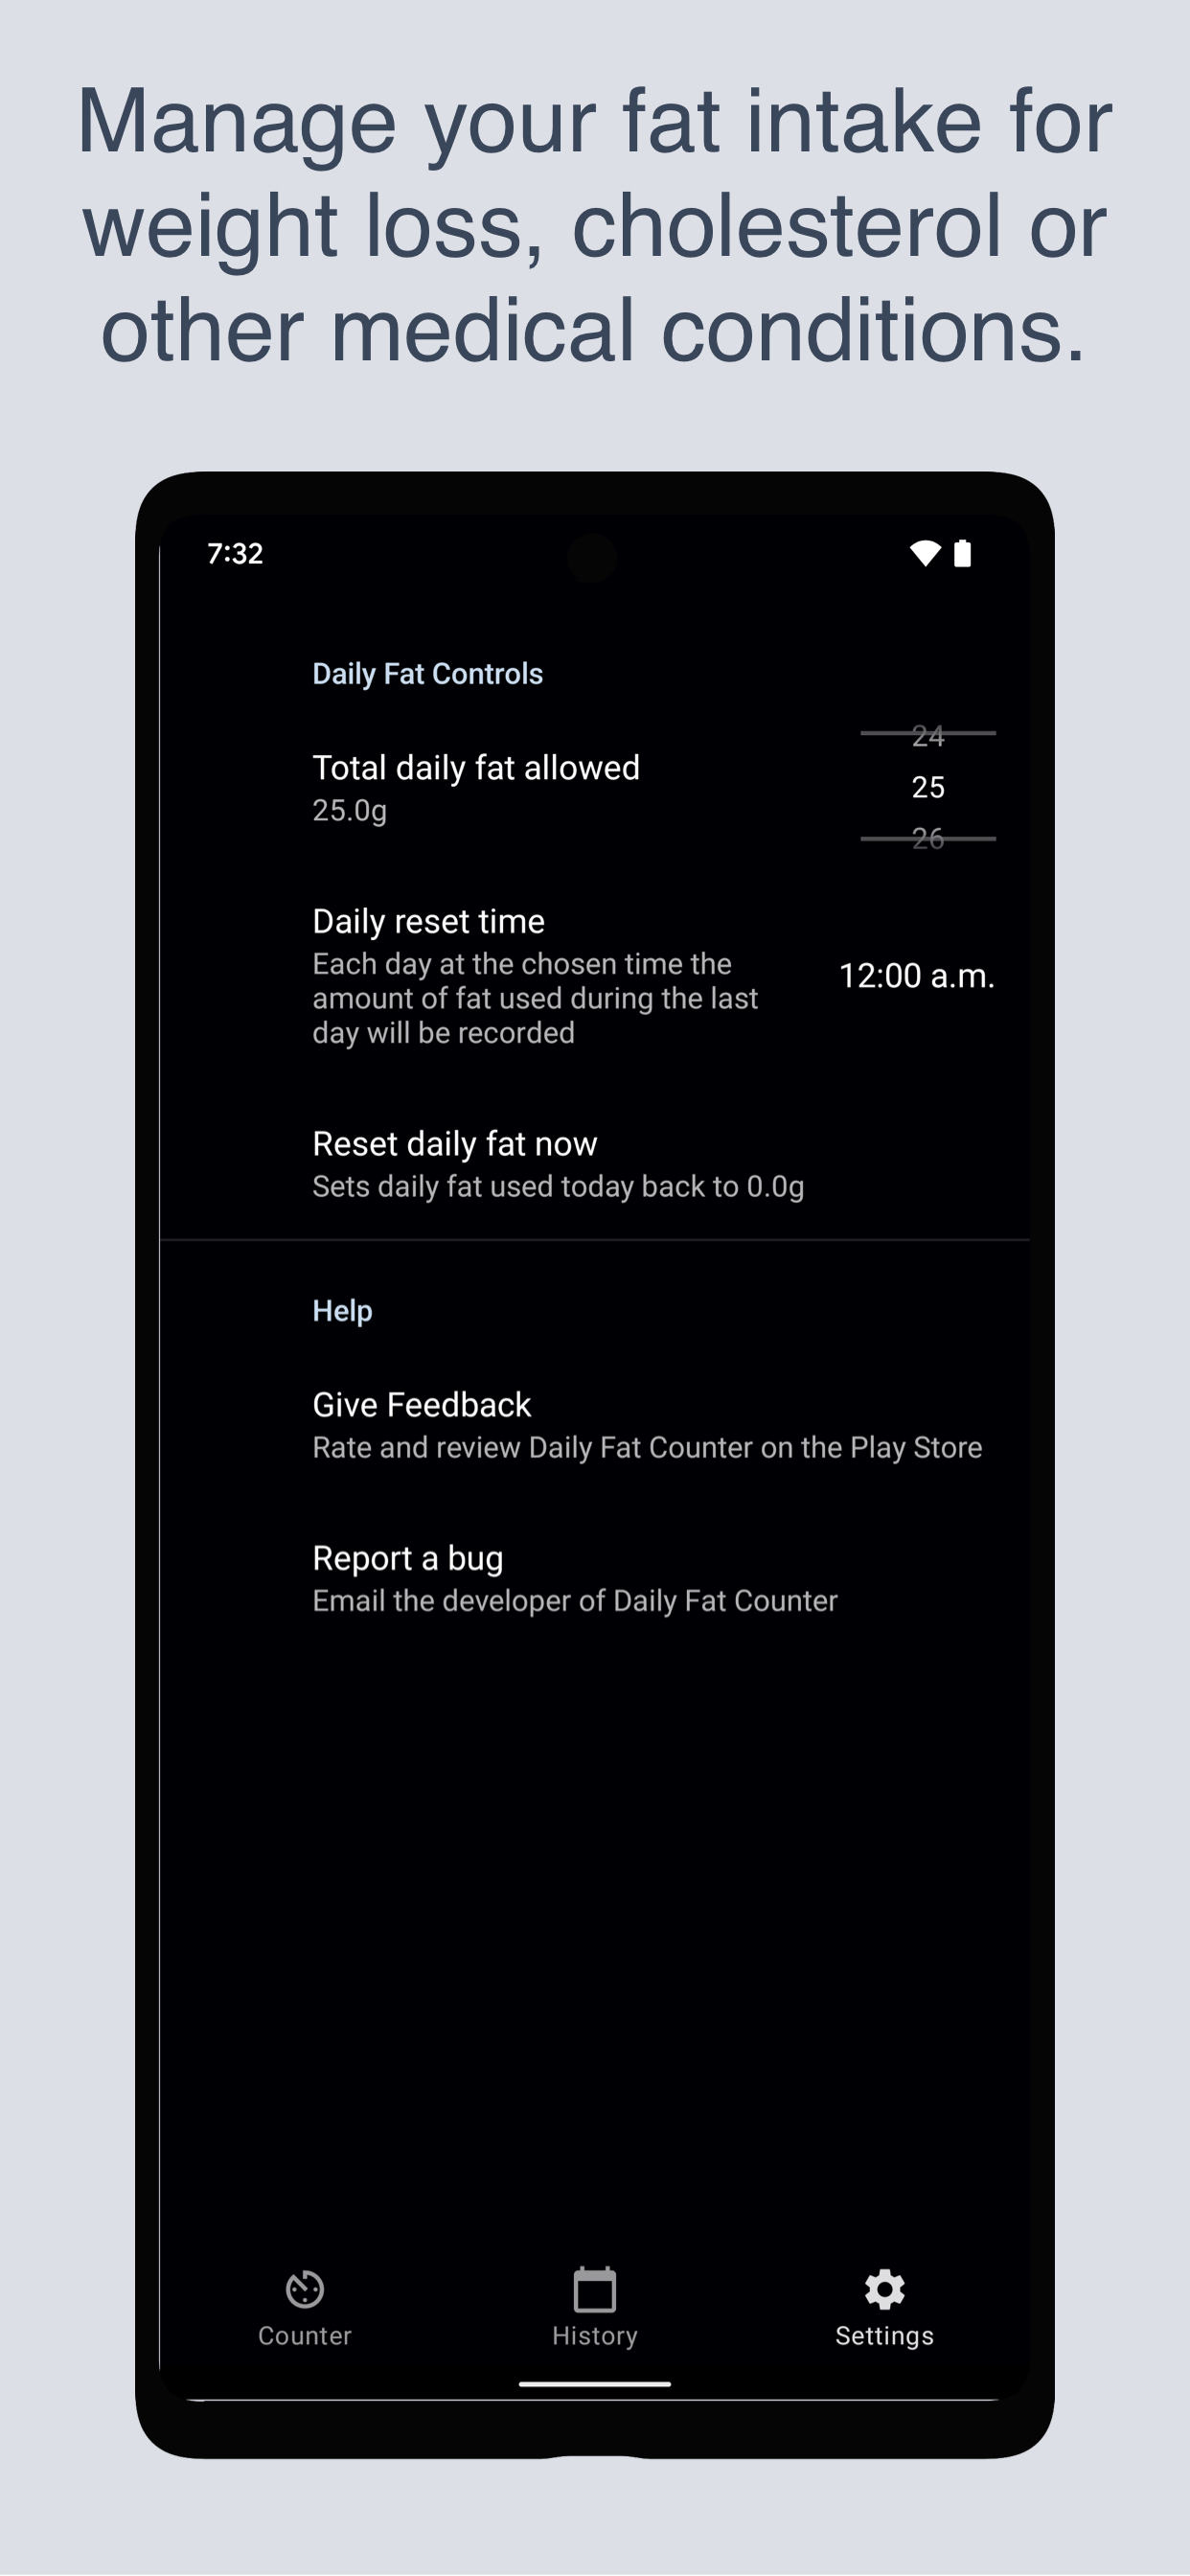 Manage your fat intake for
weight loss, cholesterol or
other medical conditions.
7:32
Daily Fat Controls
24
Total daily fat allowed
25
25.0g
26
Daily reset time
Each day at the chosen time the
amount of fat used during the last
day will be recorded
12:00 a.m.
Reset daily fat now
Sets daily fat used today back to 0.0g
Help
Give Feedback
Rate and review Daily Fat Counter on the Play Store
Report a bug
Email the developer of Daily Fat Counter
Counter
History
Settings